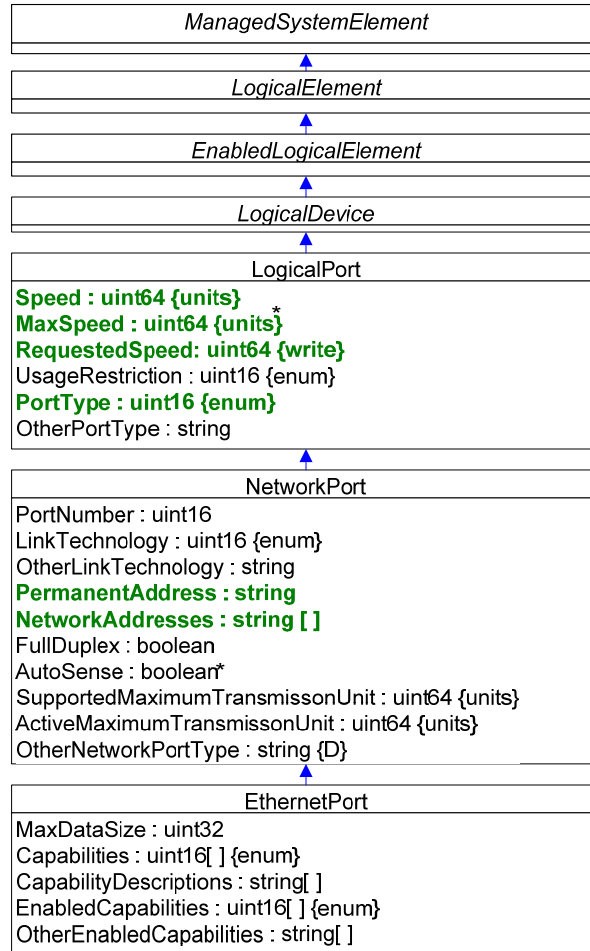 ManagedSystemElement
LogicalElement
EnabledLogicalElement
LogicalDevice
LogicalPort
Speed : uint64 {units}
MaxSpeed : uint64 {units}*
RequestedSpeed: uint64 {write}
UsageRestriction : uint16 {enum}
PortType : uint16 {enum}
OtherPortType : string
NetworkPort
PortNumber : uint16
LinkTechnology : uint16 {enum}
OtherLinkTechnology : string
PermanentAddress : string
NetworkAddresses : string [ ]
FullDuplex : boolean
AutoSense : boolean*
SupportedMaximumTransmissonUnit : uint64 {units}
ActiveMaximumTransmissonUnit : uint64 {units}
OtherNetworkPortType : string {D}
EthernetPort
MaxDataSize : uint32
Capabilities : uint16[ ] {enum}
CapabilityDescriptions : string[ ]
EnabledCapabilities : uint16[ ] {enum}
OtherEnabledCapabilities : string[ ]